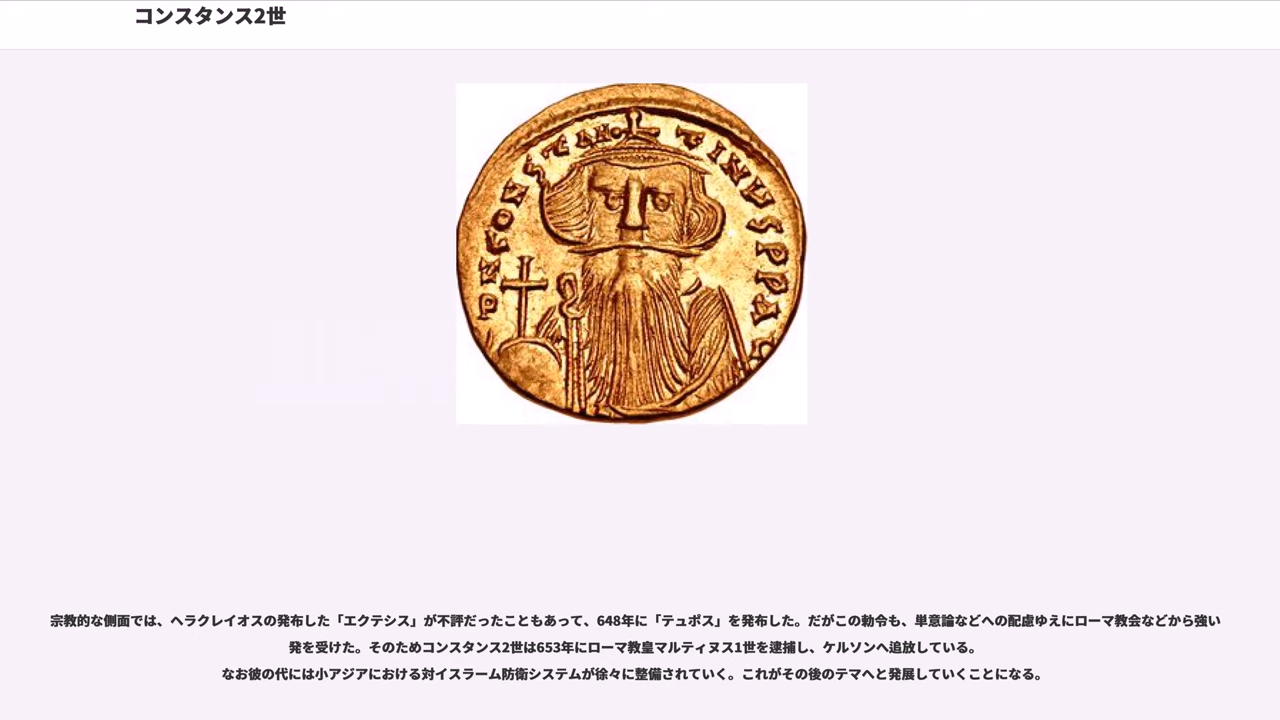 コンスタンス2世
DN CONSTAN TINUS PP AV
宗教的な側面では、ヘラクレイオスの発布した「エクテシス」が不評だったこともあって、648年に「テュポス」を発布した。だがこの勅令も、単意論などへの配慮ゆえにローマ教会などから強い
発を受けた。そのためコンスタンス2世は653年にローマ教皇マルティヌス1世を逮捕し、ケルソンへ追放している。
なお彼の代には小アジアにおける対イスラーム防衛システムが徐々に整備されていく。これがその後のテマへと発展していくことになる。